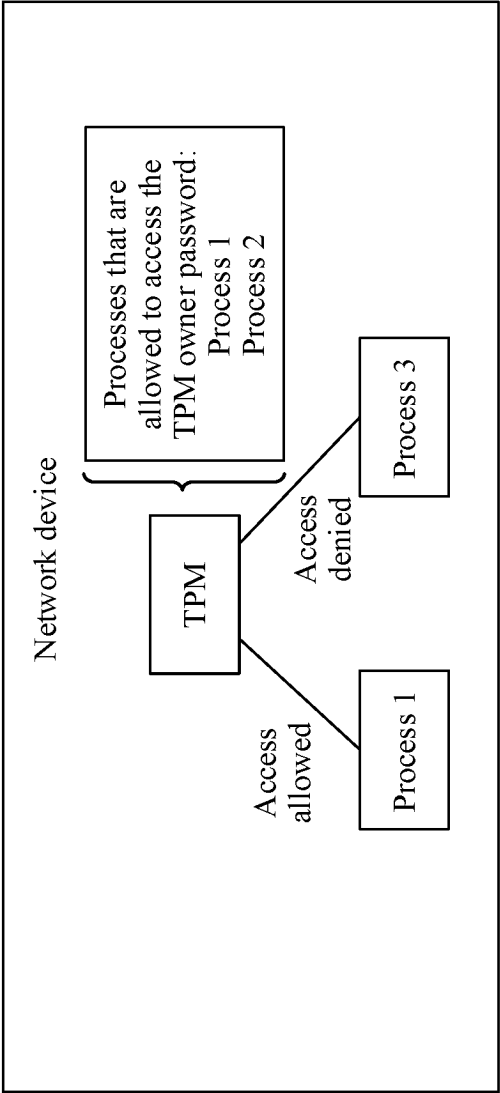 Network device
Processes that are
allowed to access the
TPM owner password:
Process 1
Process 2
TPM
Access
allowed
Access
denied
Process 1
Process 3